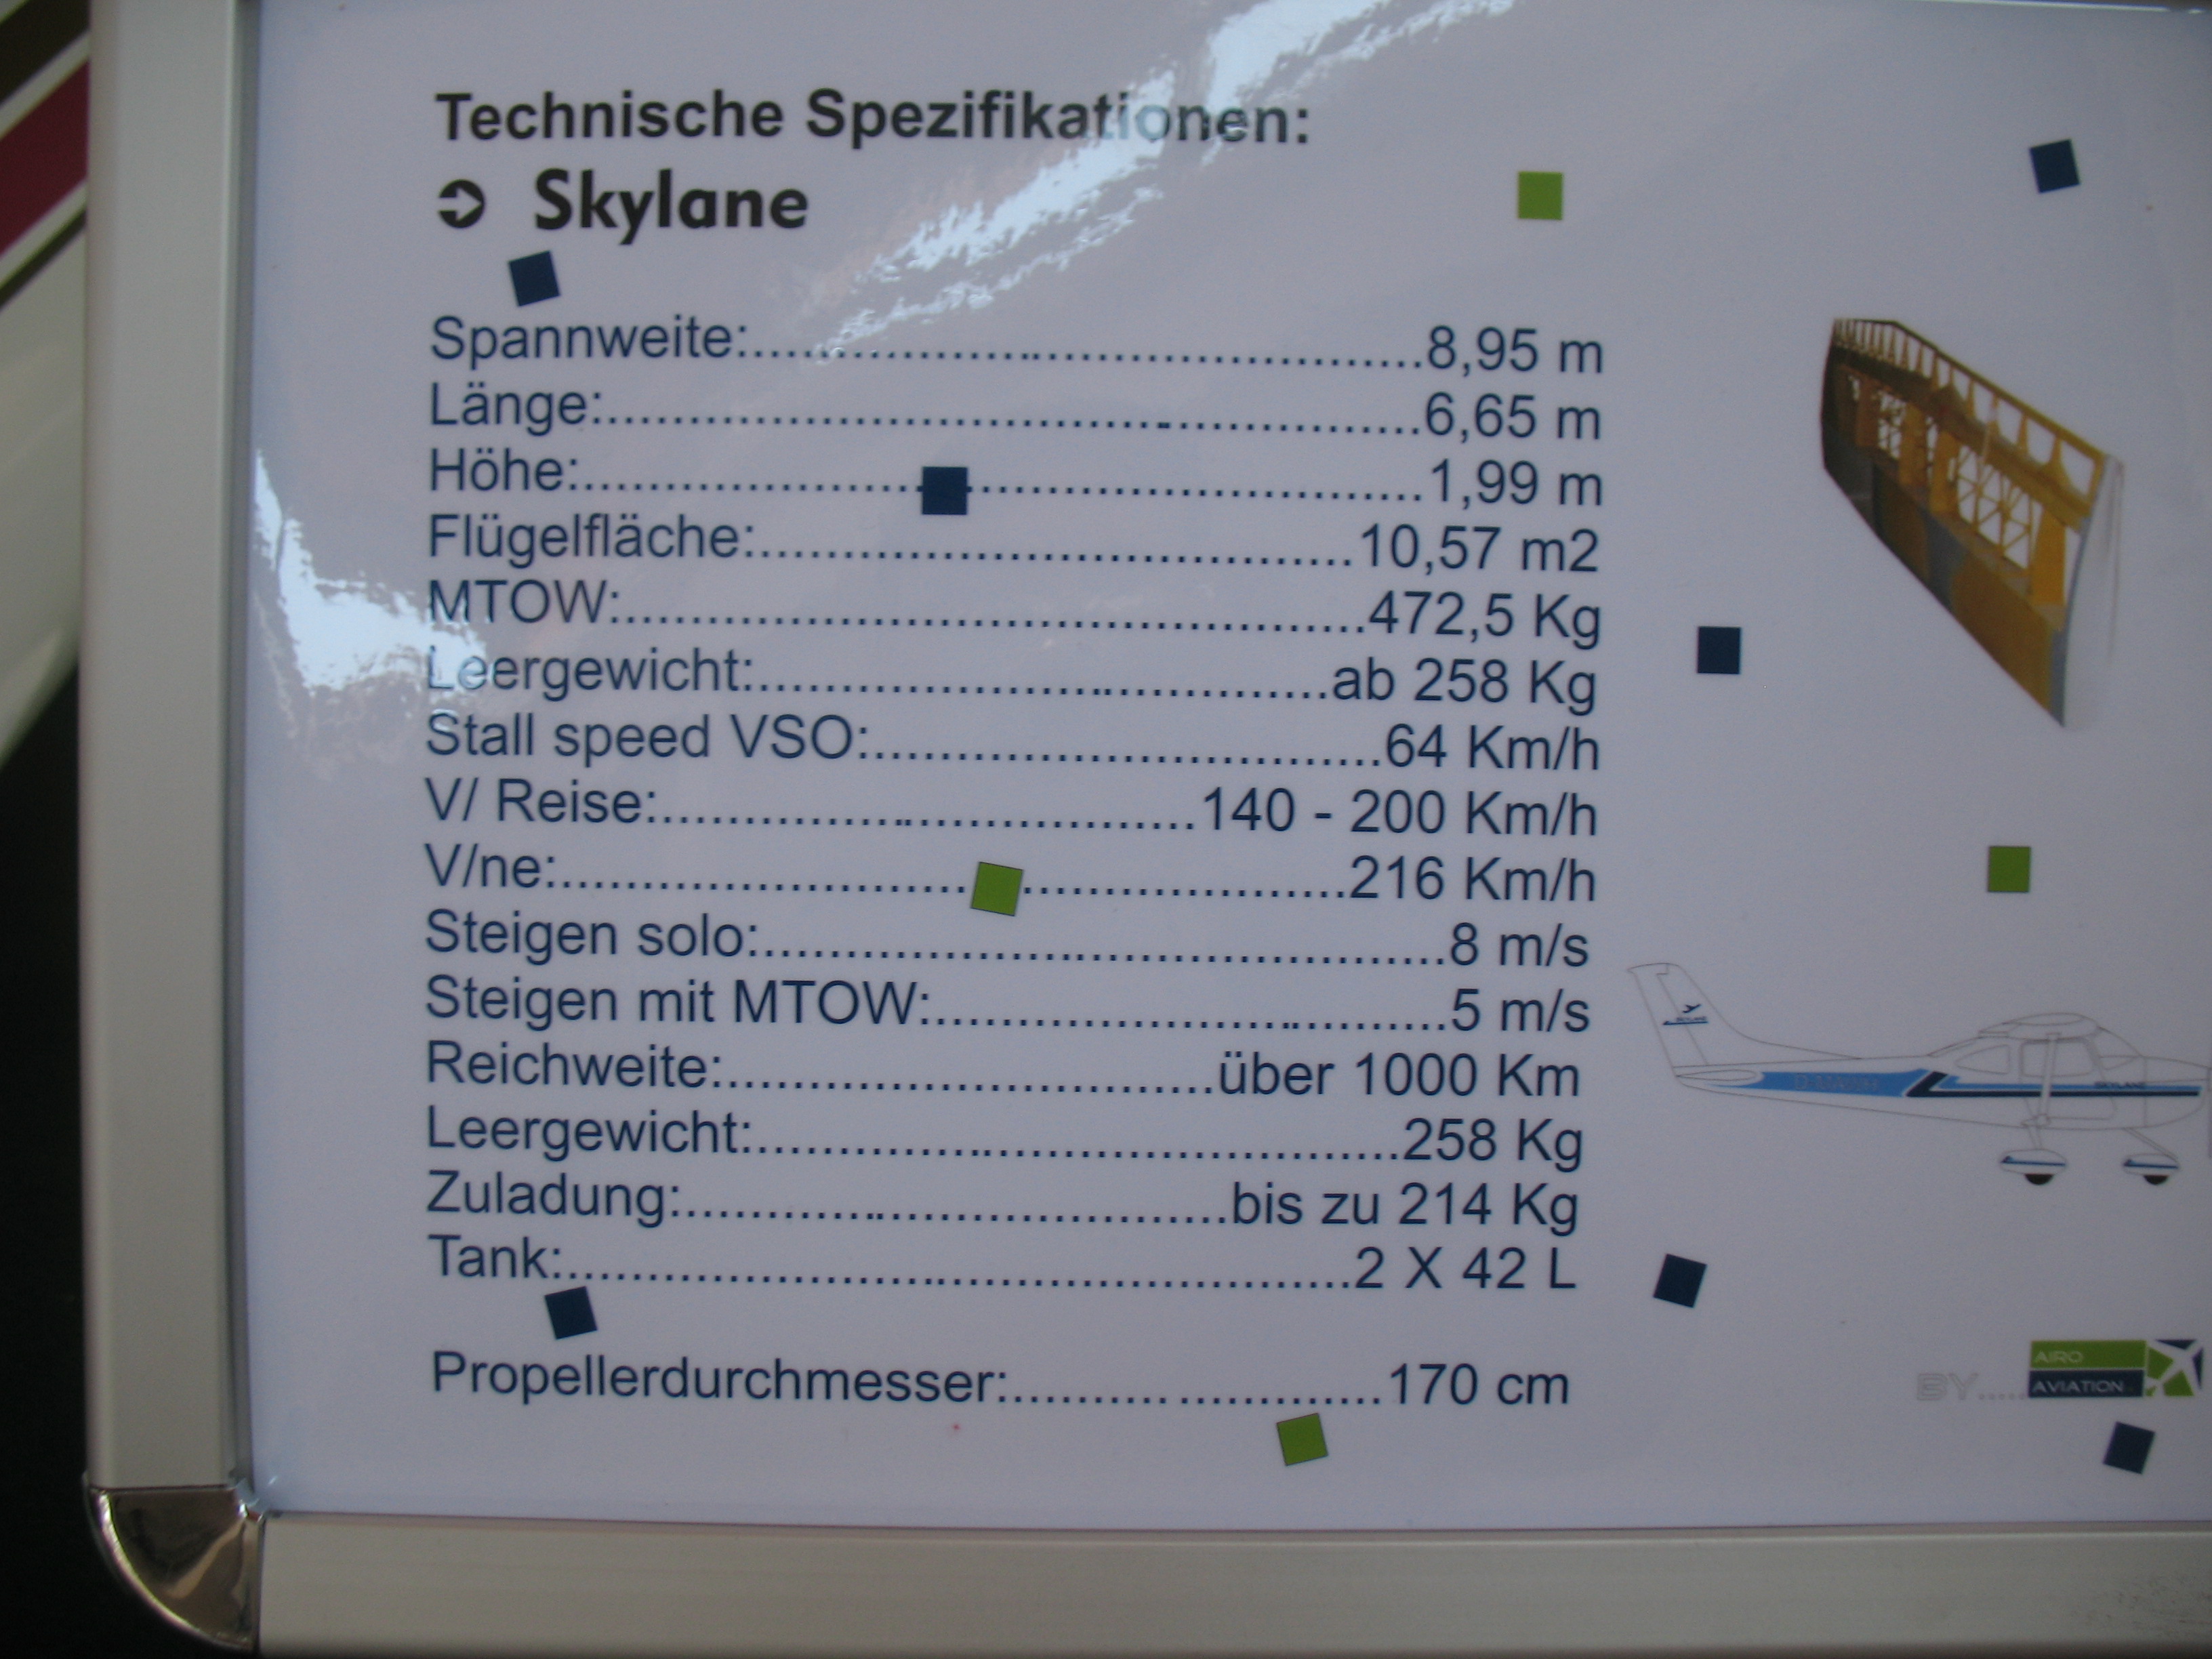 Technische Spezifikationen:
Skylane
Spannweite:..........................................8,95 m
Länge:...................................................6,65 m
Höhe:....................................................1,99 m
Flügelfläche:.....................................10,57 m2
MTOW:..............................................472,5 Kg
Leergewicht:....................................ab 258 Kg
Stall speed VSO:................................64 Km/h
V/ Reise:..................................140 - 200 Km/h
V/ne:................................................216 Km/h
Steigen solo:...........................................8 m/s
Steigen mit MTOW:................................5 m/s
Reichweite:...............................über 1000 Km
Leergewicht:........................................258 Kg
Zuladung:..................................bis zu 214 Kg
Tank:.................................................2 X 42 L
Propellerdurchmesser:.......................170 cm
SKYLANE
BY.....AIRO
AVIATION